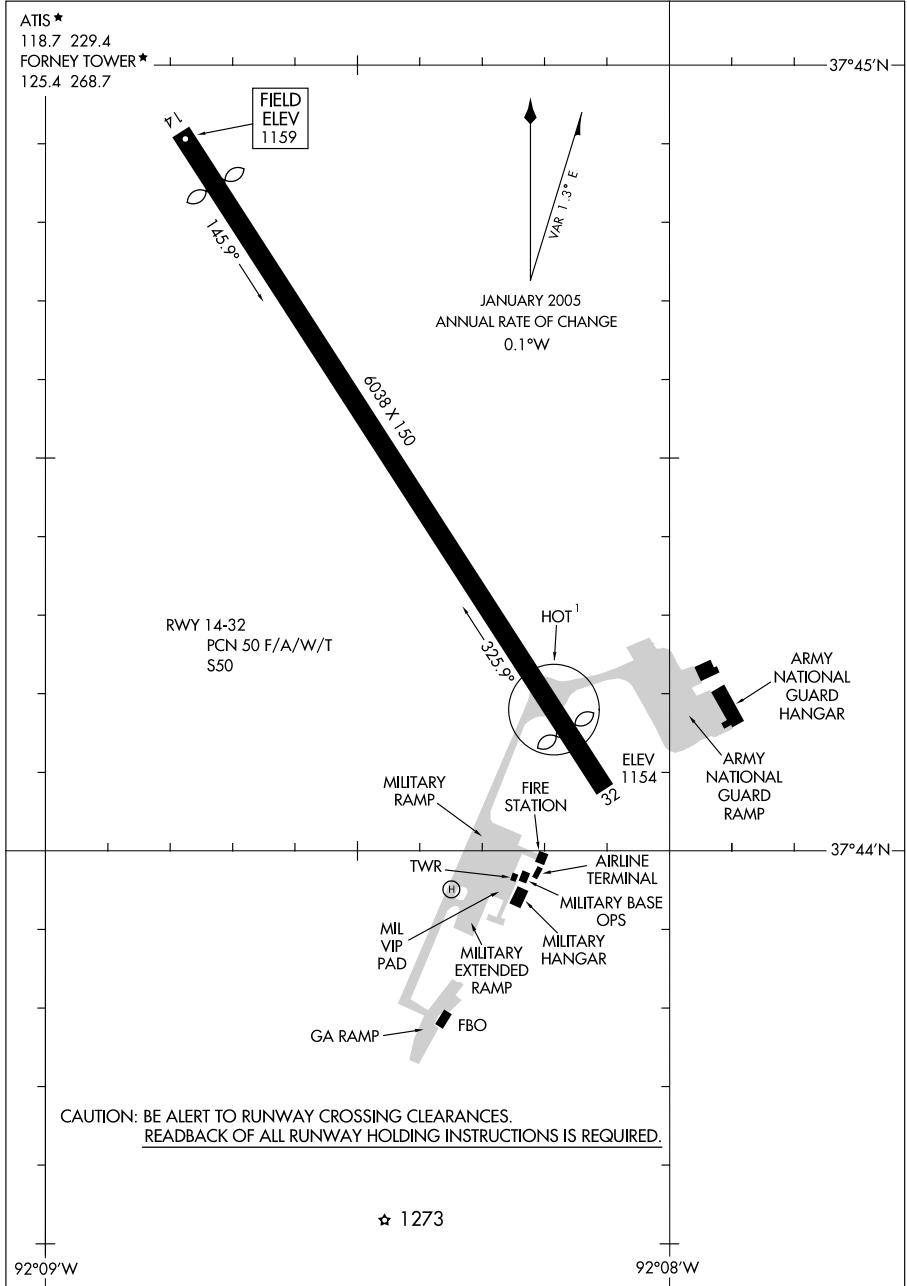 ATIS★
118.7 229.4
FORNEY TOWER★
125.4 268.7
37°45'N
FIELD
ELEV
1159
14
VAR 1.3° E
145.9°
JANUARY 2005
ANNUAL RATE OF CHANGE
0.1°W
6038 X 150
RWY 14-32
PCN 50 F/A/W/T
S50
HOT 1
325.9°
ARMY
NATIONAL
GUARD
HANGAR
ELEV
1154
32
ARMY
NATIONAL
GUARD
RAMP
MILITARY
RAMP
FIRE
STATION
37°44'N
TWR
AIRLINE
TERMINAL
H
MILITARY BASE
OPS
MIL
VIP
PAD
MILITARY
HANGAR
MILITARY
EXTENDED
RAMP
GA RAMP
FBO
CAUTION: BE ALERT TO RUNWAY CROSSING CLEARANCES.
READBACK OF ALL RUNWAY HOLDING INSTRUCTIONS IS REQUIRED.
1273
92°09'W
92°08'W